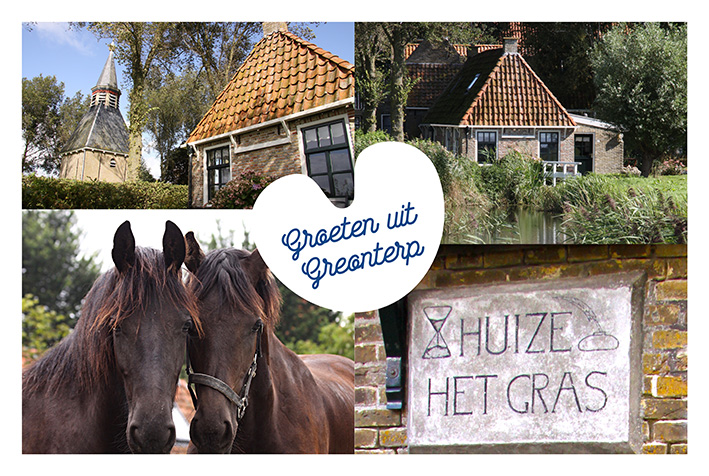 Groeten uit
Greonterp
HUIZE
HET GRAS